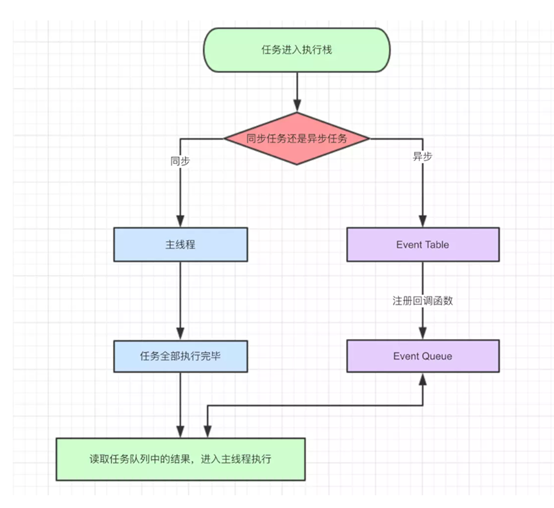 任务进入执行栈
同步任务还是异步任务
同步
异步
主线程
Event Table
注册回调函数
任务全部执行完毕
Event Queue
读取任务队列中的结果，进入主线程执行